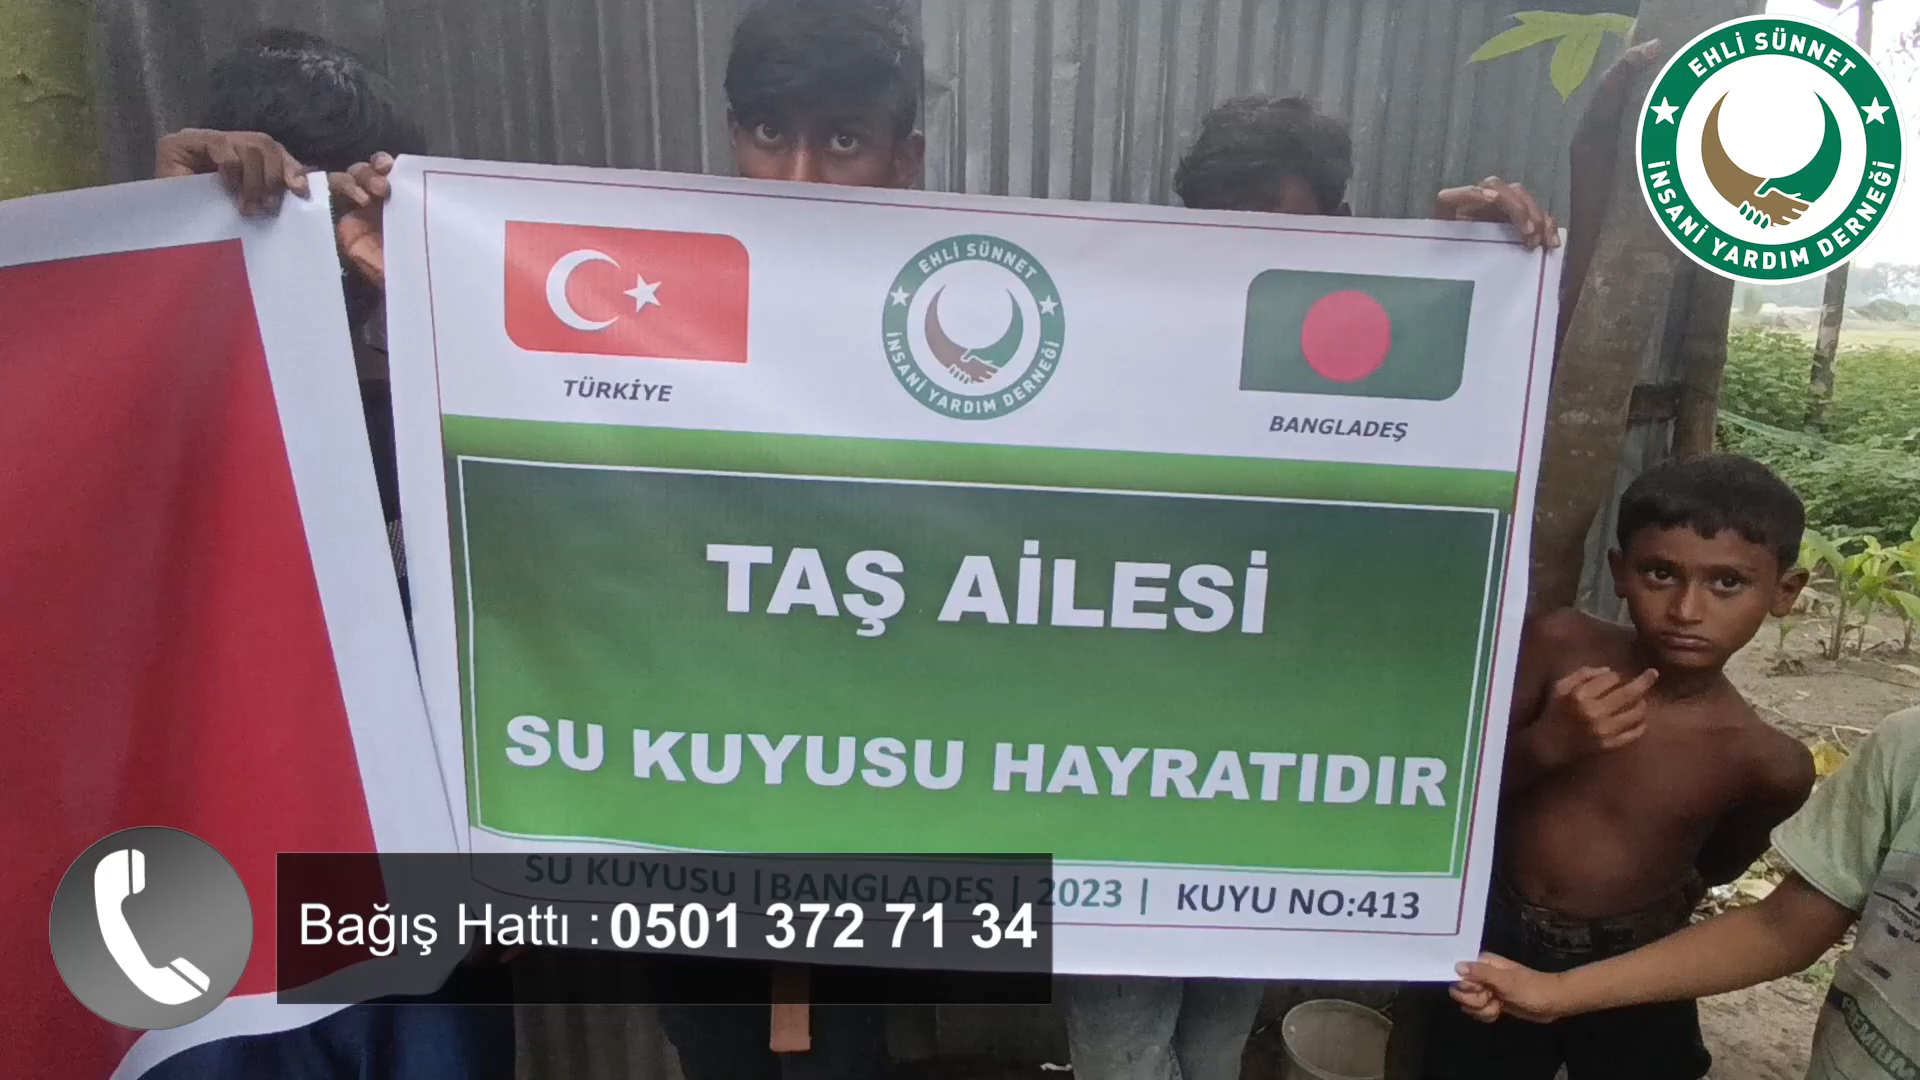 EHLİ SÜNNET
İNSANİ YARDIM DERNEĞİ
EHLİ SÜNNET
İNSANİ YARDIM DERNEĞİ
TÜRKİYE
BANGLADEŞ
TAŞ AİLESİ
SU KUYUSU HAYRATIDIR
SU KUYUSU |BANGLADEŞ | 2023 | KUYU NO:413
Bağış Hattı : 0501 372 71 34
PREMIUM